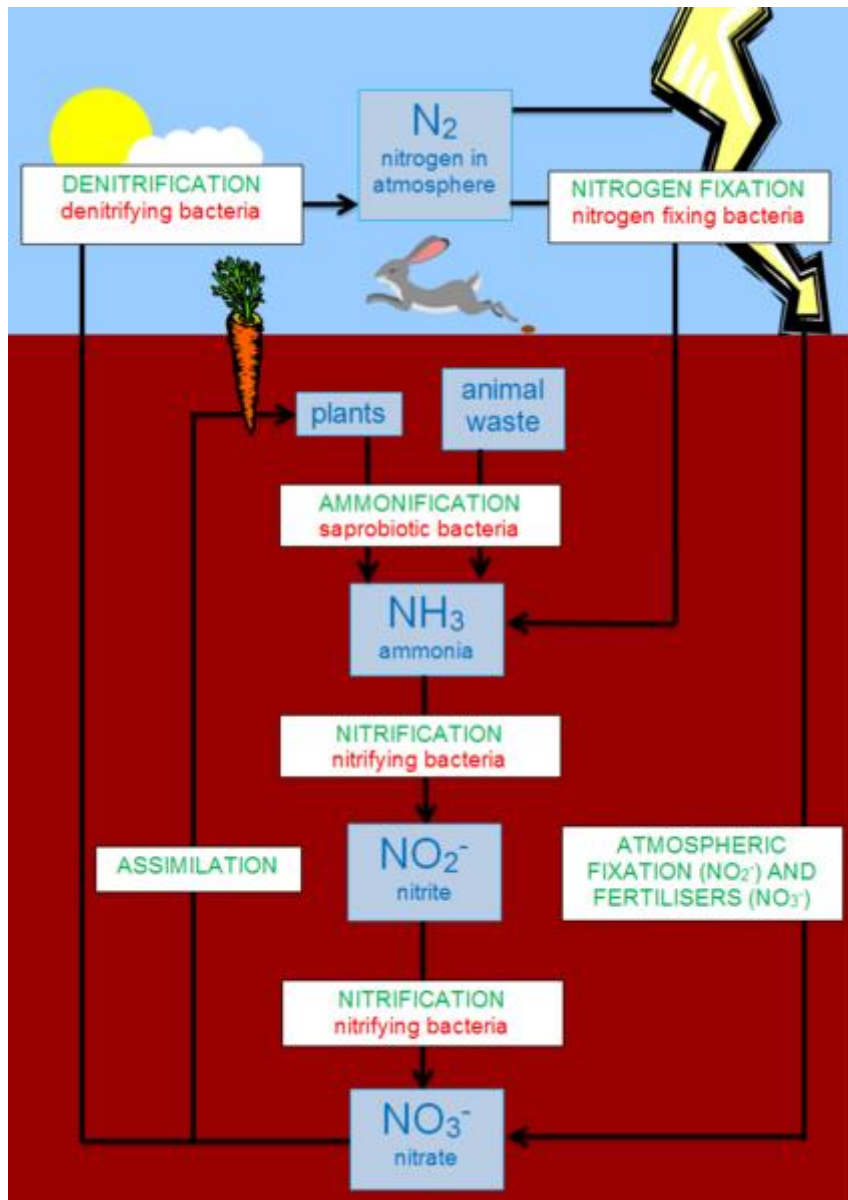 N₂
nitrogen in
atmosphere
DENITRIFICATION
denitrifying bacteria
NITROGEN FIXATION
nitrogen fixing bacteria
plants
animal
waste
AMMONIFICATION
saprobiotic bacteria
NH₃
ammonia
NITRIFICATION
nitrifying bacteria
NO₂⁻
nitrite
ASSIMILATION
ATMOSPHERIC
FIXATION (NO₂⁻) AND
FERTILISERS (NO₃⁻)
NITRIFICATION
nitrifying bacteria
NO₃⁻
nitrate